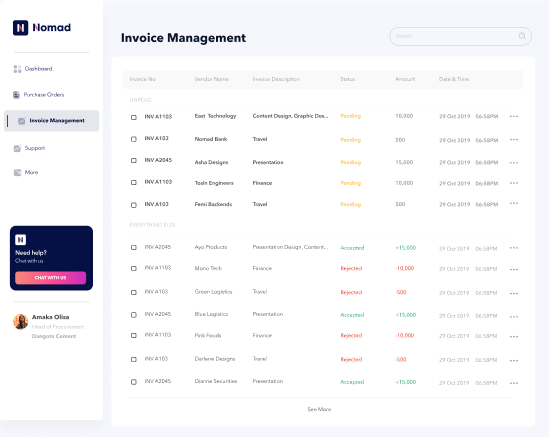 Nomad
Invoice Management
Search
Dashboard
Purchase Orders
Invoice Management
Support
More
N
Need help?
Chat with us
CHAT WITH US
Amaka Olisa
Head of Procurement
Dangote Cement
Invoice No Vendor Name Invoice Description Status Amount Date & Time
UNREAD
INV A1103 East Technology Content Design, Graphic Des... Pending 10,000 29 Oct 2019 06:58PM
INV A103 Nomad Bank Travel Pending 500 29 Oct 2019 06:58PM
INV A2045 Asha Designs Presentation Pending 15,000 29 Oct 2019 06:58PM
INV A1103 Tozin Engineers Finance Pending 10,000 29 Oct 2019 06:58PM
INV A103 Femi Backends Travel Pending 500 29 Oct 2019 06:58PM
EVERYTHING ELSE
INV A2045 Ayo Products Presentation Design, Content... Accepted +15,000 29 Oct 2019 06:58PM
INV A1103 Mono Tech Finance Rejected -10,000 29 Oct 2019 06:58PM
INV A103 Green Logistics Travel Rejected -500 29 Oct 2019 06:58PM
INV A2045 Blue Logistics Presentation Accepted +15,000 29 Oct 2019 06:58PM
INV A1103 Pink Foods Finance Rejected -10,000 29 Oct 2019 06:58PM
INV A103 Derlene Designs Travel Rejected -500 29 Oct 2019 06:58PM
INV A2045 Dianne Securities Presentation Accepted +15,000 29 Oct 2019 06:58PM
See More